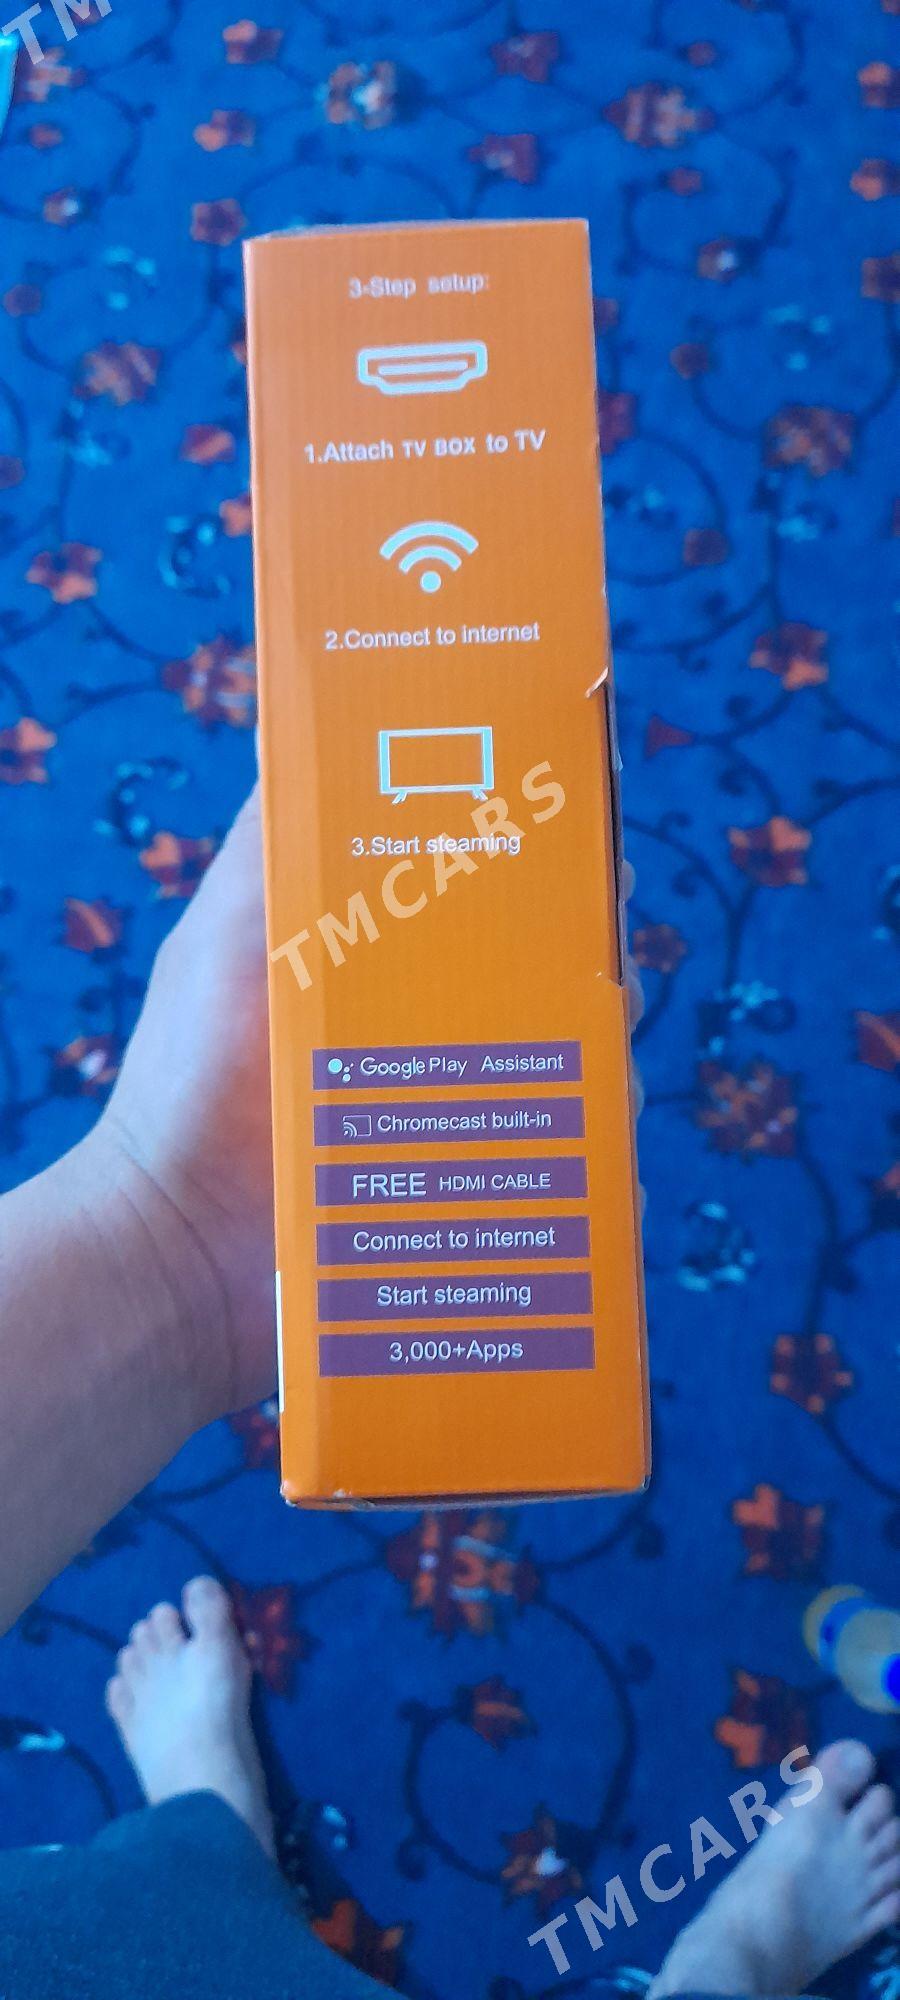 TM
3-Step setup:
1.Attach TV BOX to TV
2.Connect to internet
3.Start steaming
TMCARS
Google Play Assistant
Chromecast built-in
FREE HDMI CABLE
Connect to internet
Start steaming
3,000+Apps
TMCARS